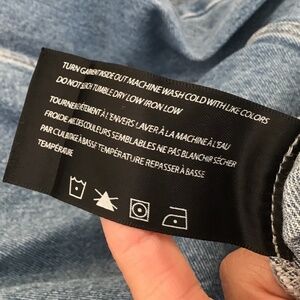 TURN GARMENT INSIDE OUT MACHINE WASH COLD WITH LIKE COLORS
DO NOT BLEACH TUMBLE DRY LOW IRON LOW
TOURNER VÊTEMENT À L'ENVERS LAVER À LA MACHINE À L'EAU
FROIDE AVEC DES COULEURS SEMBLABLES NE PAS BLANCHIR SÉCHER
PAR CULBUTAGE À BASSE TEMPÉRATURE REPASSER À BASSE
TEMPÉRATURE